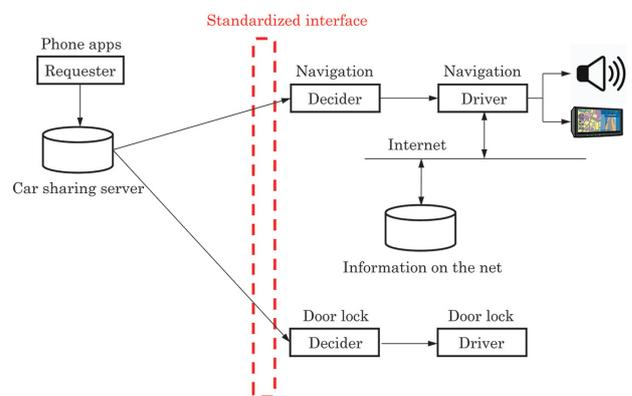 Standardized interface
Phone apps
Requester
Car sharing server
Navigation
Decider
Navigation
Driver
Internet
Information on the net
Door lock
Decider
Door lock
Driver